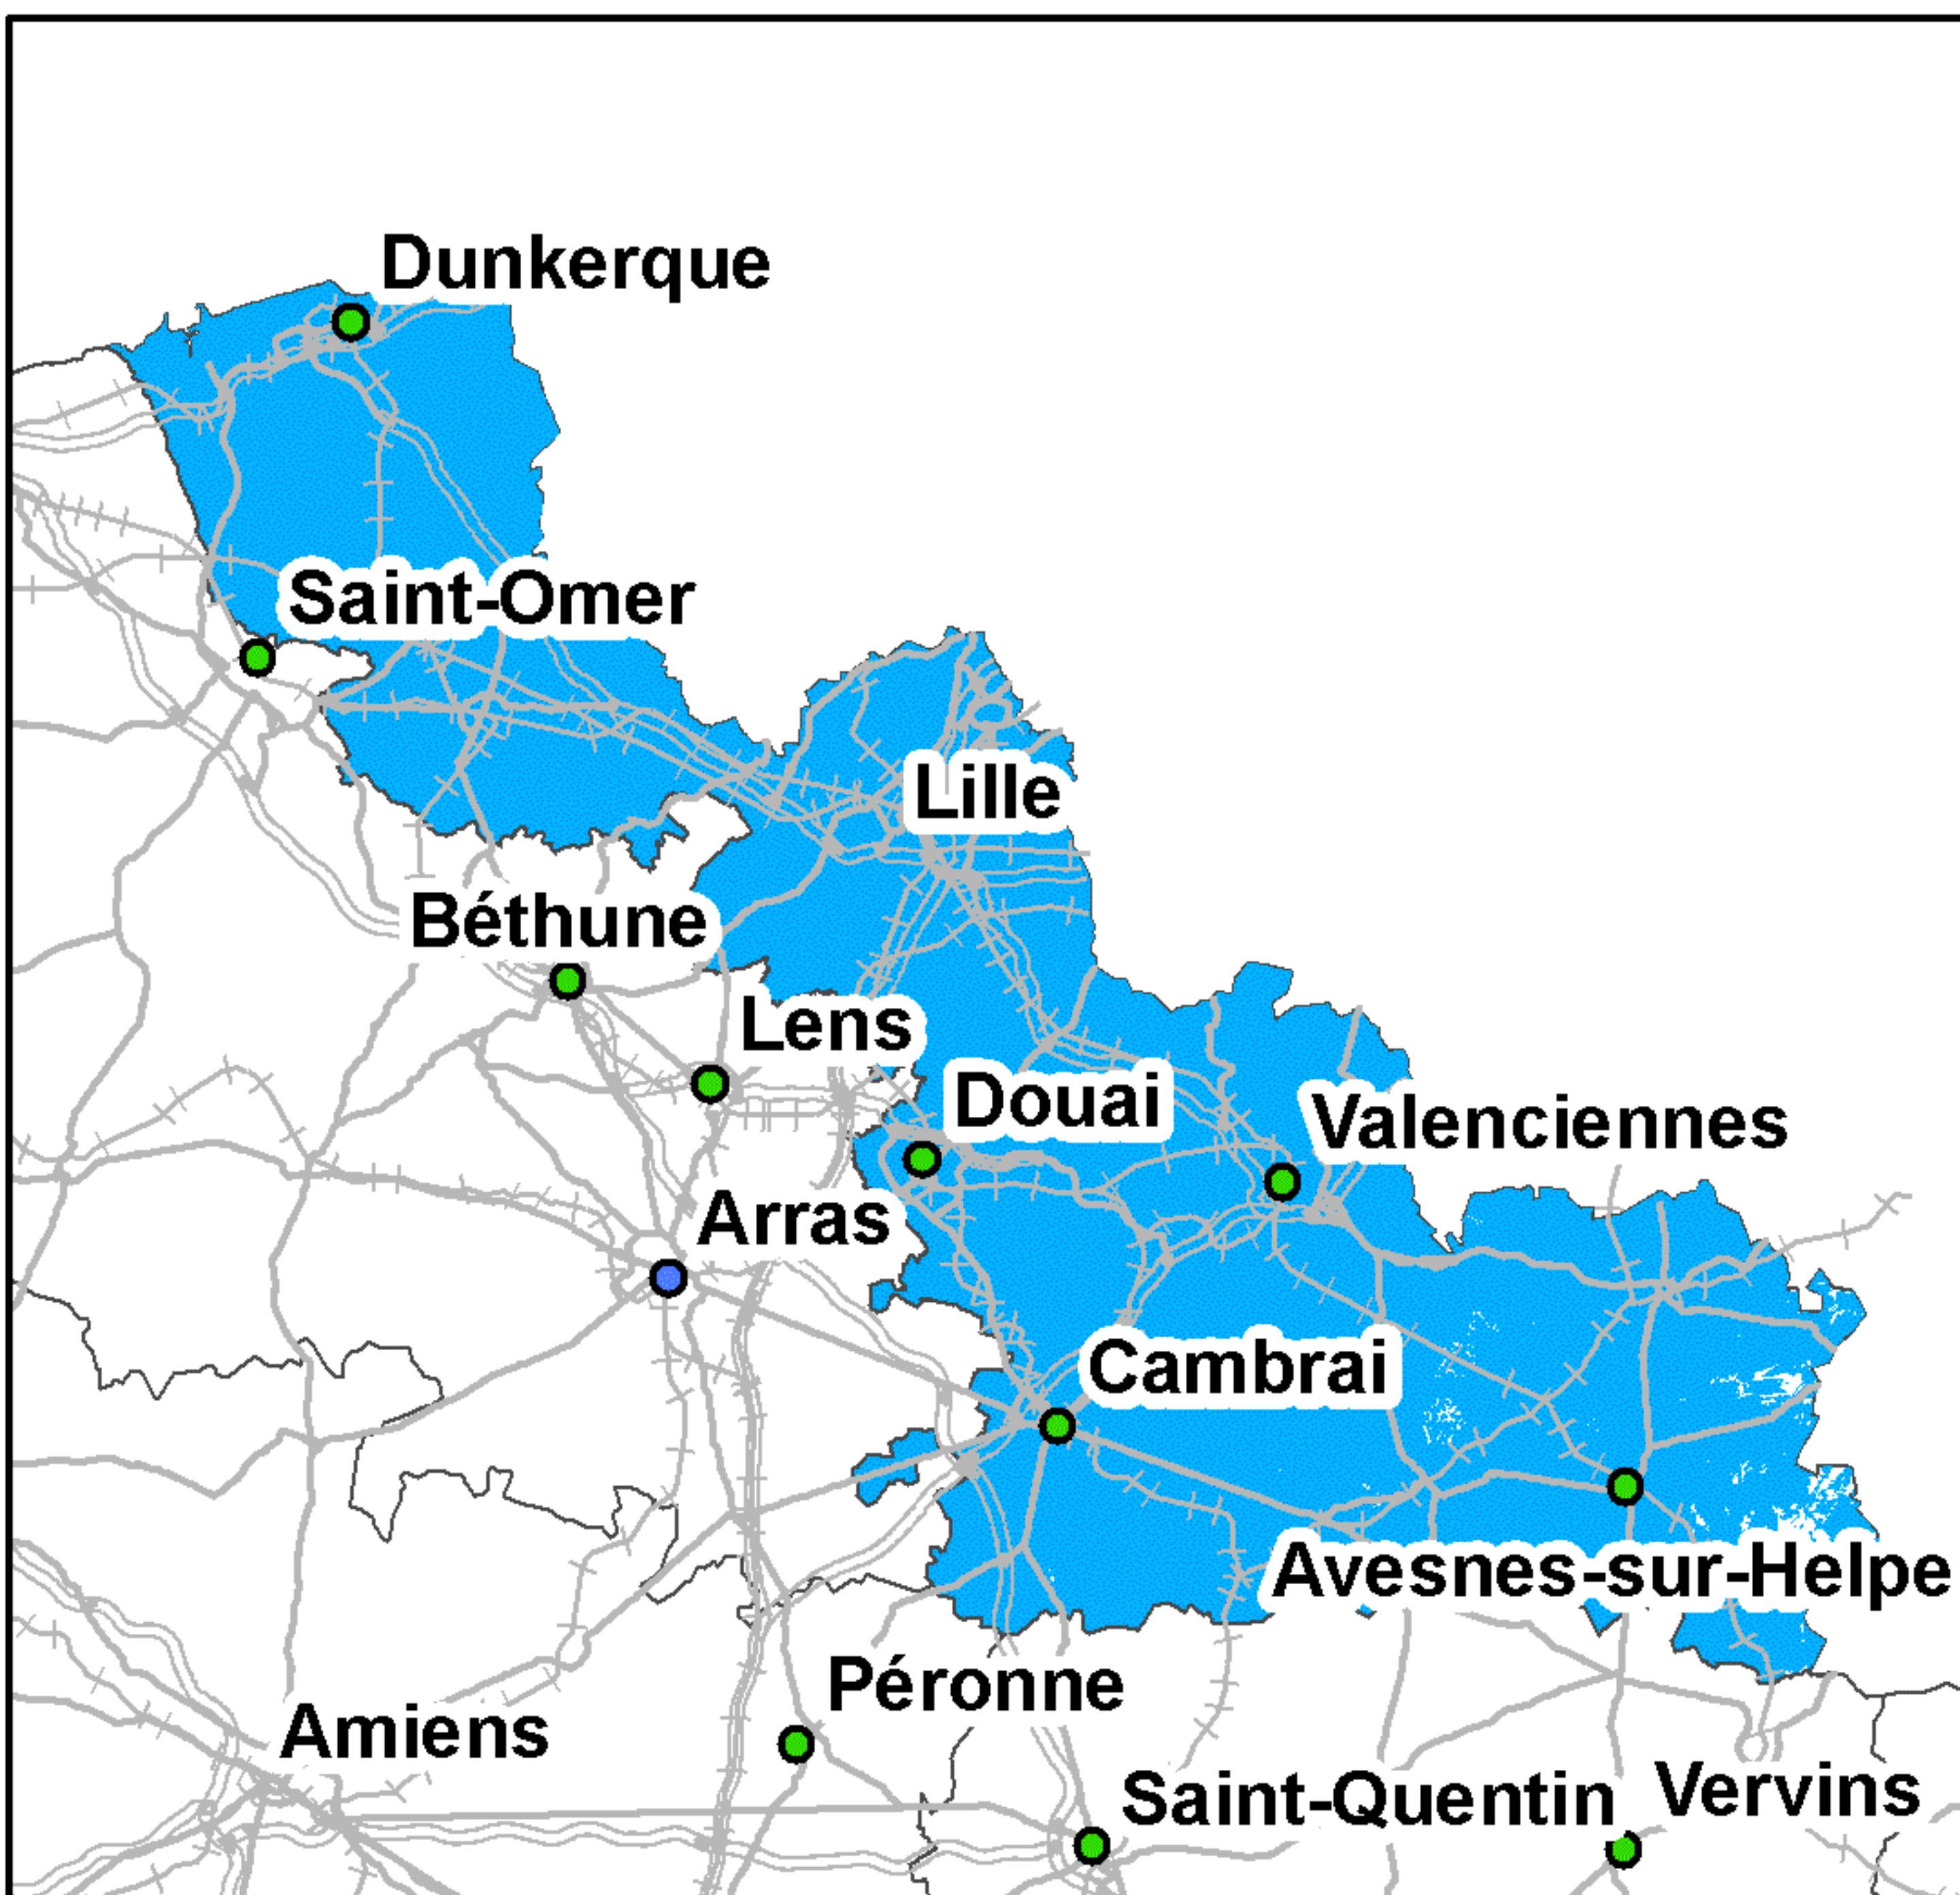 Dunkerque
Saint-Omer
Lille
Béthune
Lens
Douai
Valenciennes
Arras
Cambrai
Avesnes-sur-Helpe
Péronne
Amiens
Saint-Quentin
Vervins